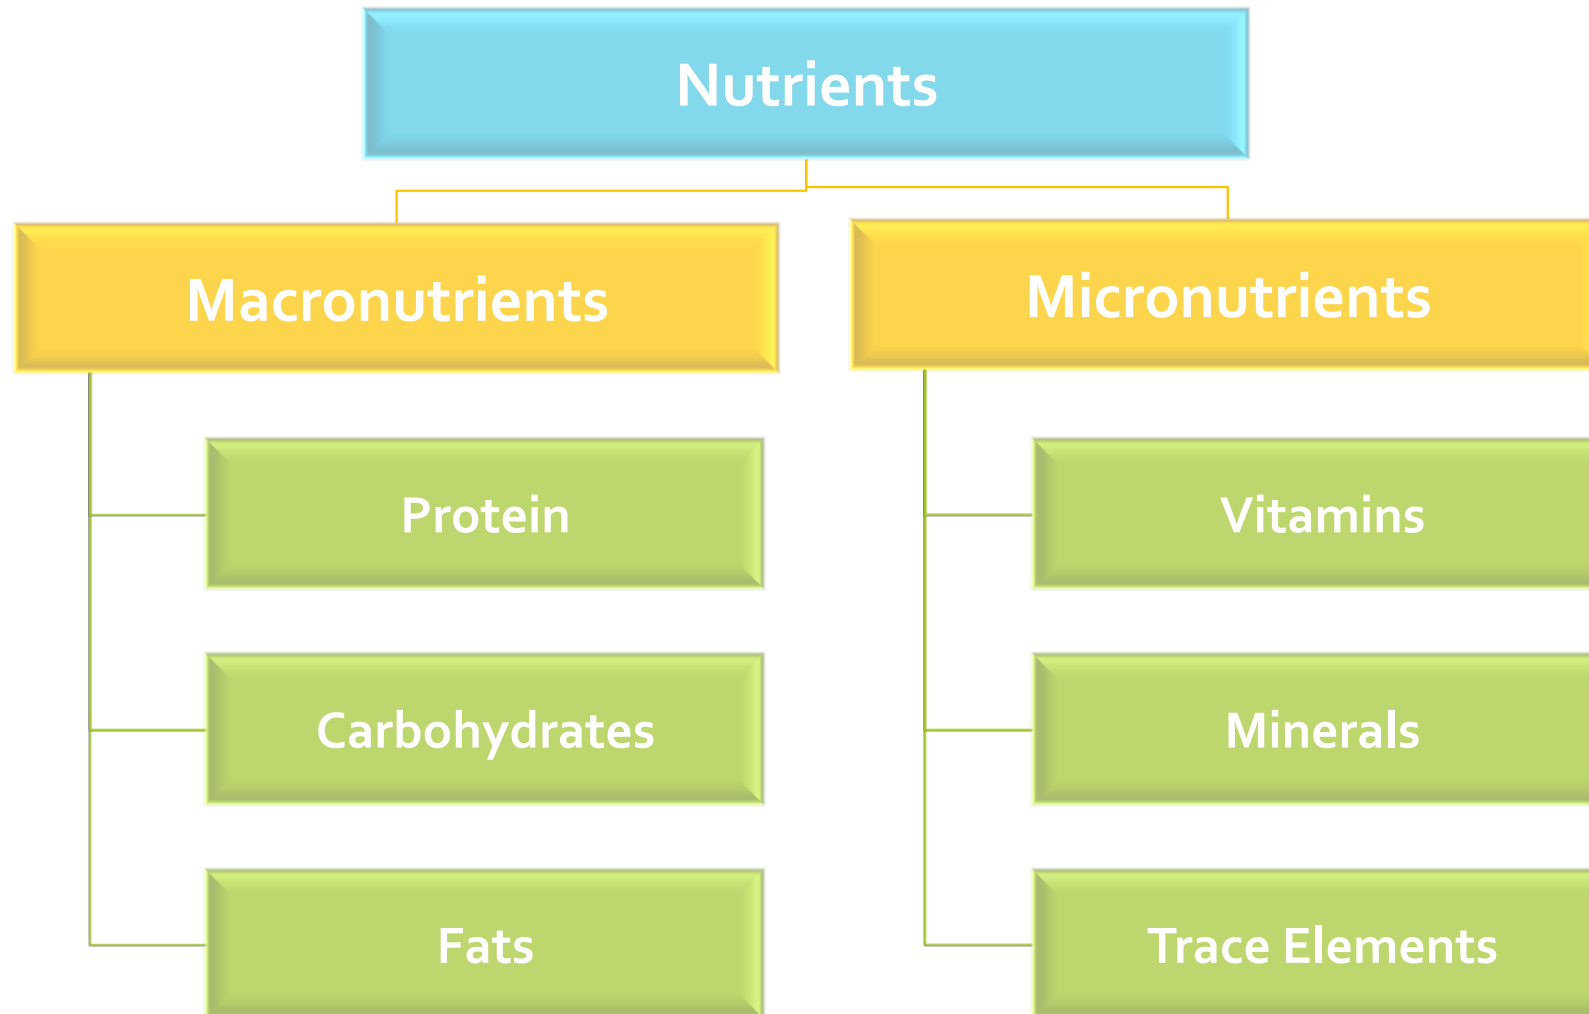 Nutrients
Macronutrients
Micronutrients
Protein
Vitamins
Carbohydrates
Minerals
Fats
Trace Elements